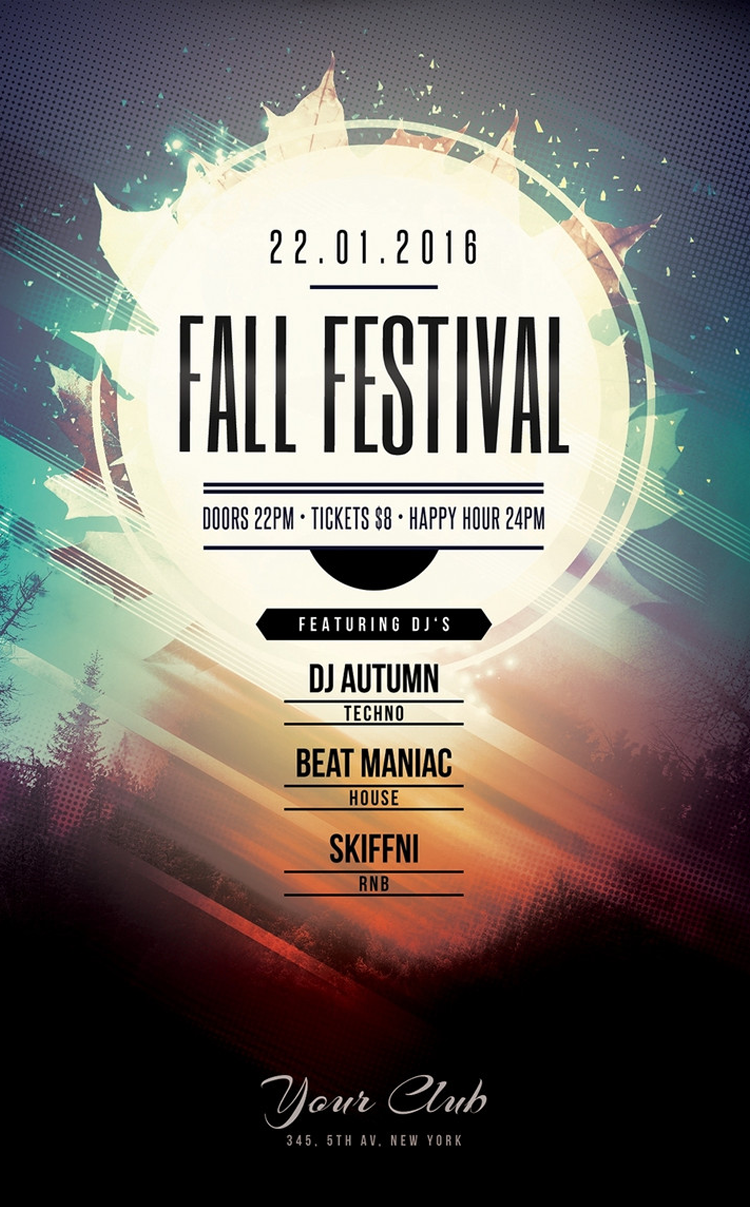 22.01.2016
FALL FESTIVAL
DOORS 22PM • TICKETS $8 • HAPPY HOUR 24PM
FEATURING DJ'S
DJ AUTUMN
TECHNO
BEAT MANIAC
HOUSE
SKIFFNI
RNB
Your Club
345, 5TH AV, NEW YORK